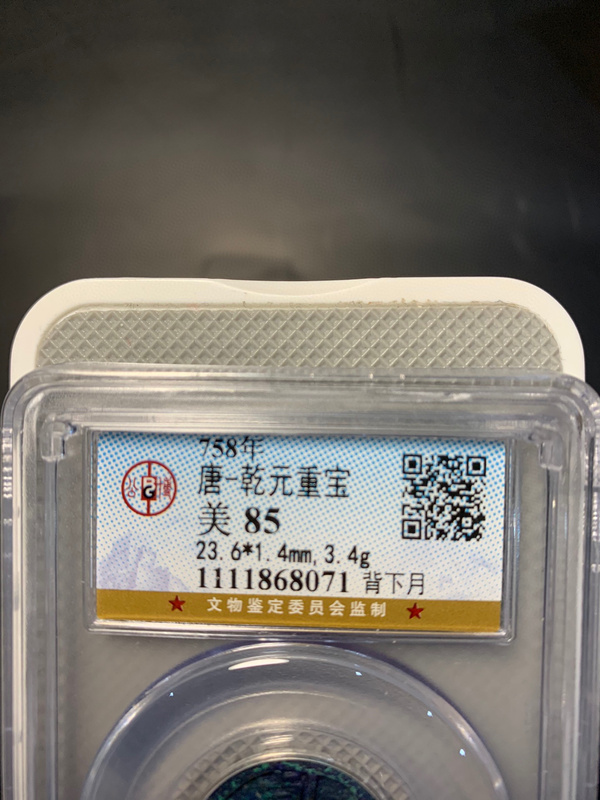 758年
唐-乾元重宝
美 85
23.6*1.4mm,3.4g
1111868071 背下月
★ 文物鉴定委员会监制 ★